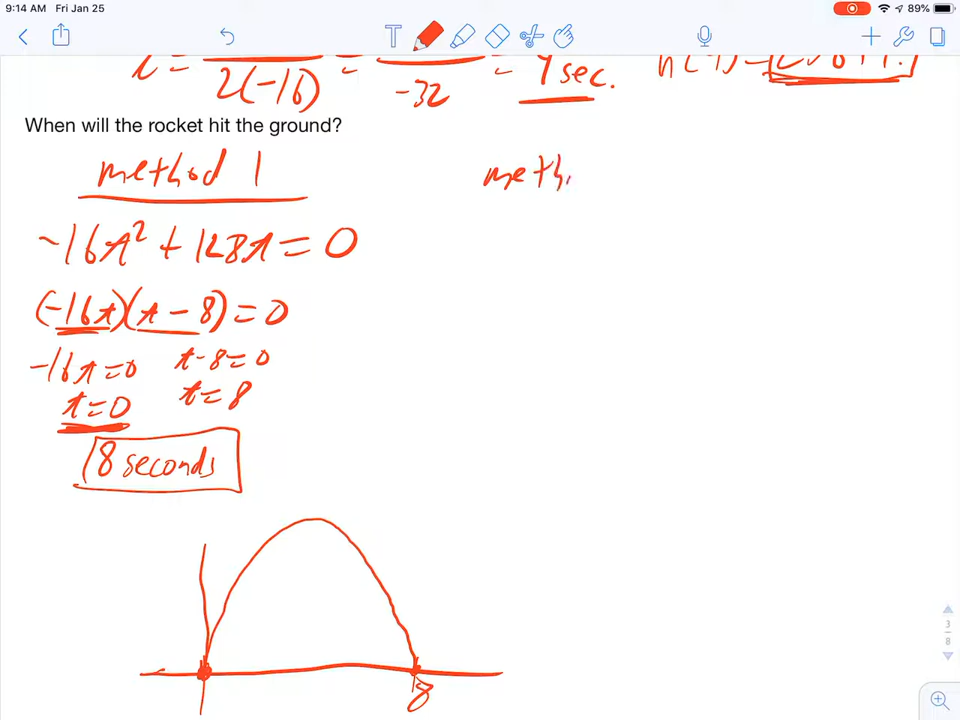 9:14 AM Fri Jan 25
89%
T
2(-16) = -32 = 4 sec.
When will the rocket hit the ground?
method 1
meth
-16t² + 128t = 0
(-16t)(t - 8) = 0
-16t = 0 t - 8 = 0
t = 0 t = 8
8 seconds
8
3
8